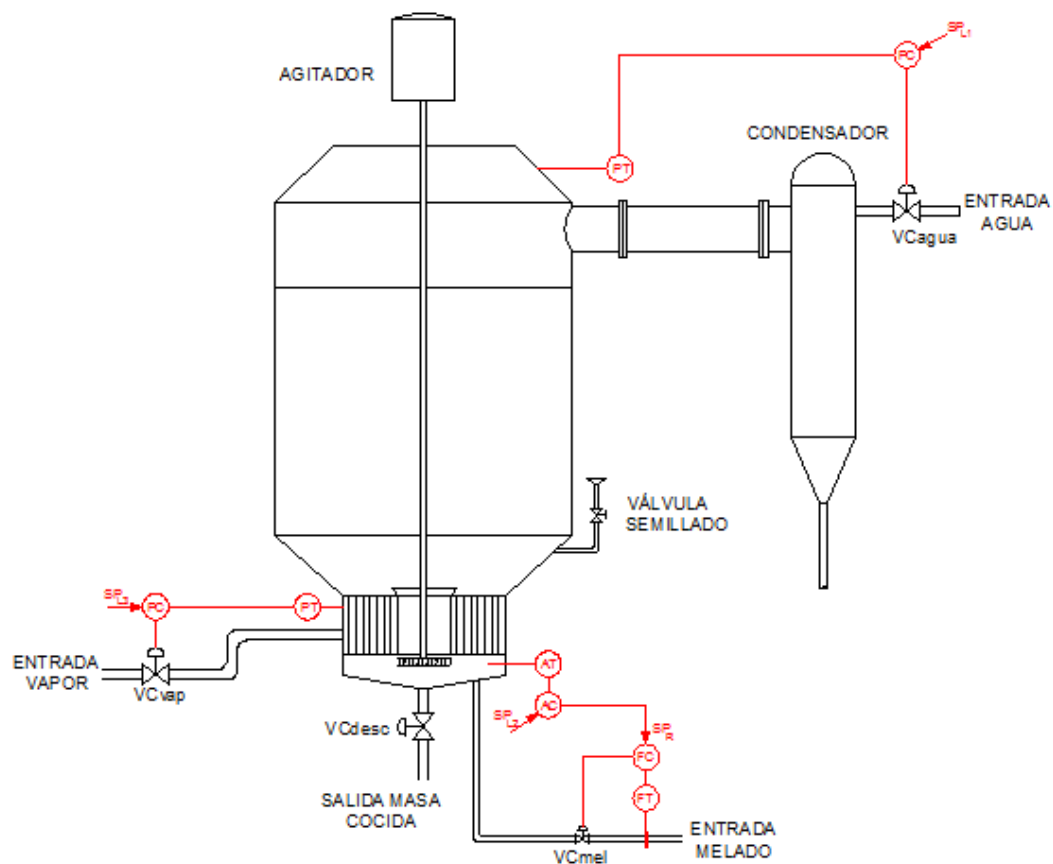 SP L1
PC
AGITADOR
CONDENSADOR
PT
ENTRADA
AGUA
VCagua
VÁLVULA
SEMILLADO
SP L3
PC
PT
ENTRADA
VAPOR
VCvap
AT
AC
SP L2
SP R
VCdesc
FC
FT
SALIDA MASA
COCIDA
ENTRADA
MELADO
VCmel